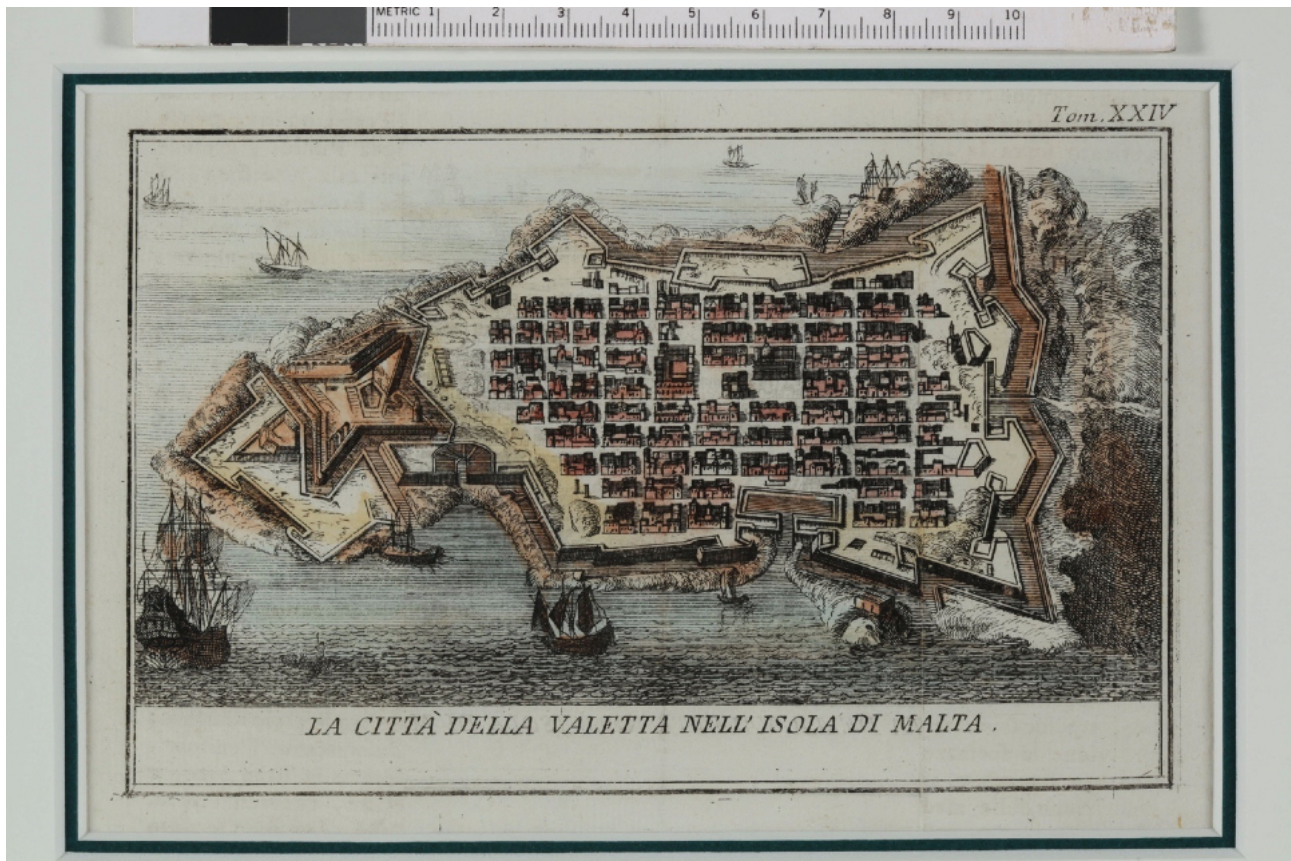 METRIC 1 2 3 4 5 6 7 8 9 10
Tom. XXIV
LA CITTÀ DELLA VALETTA NELL' ISOLA DI MALTA .